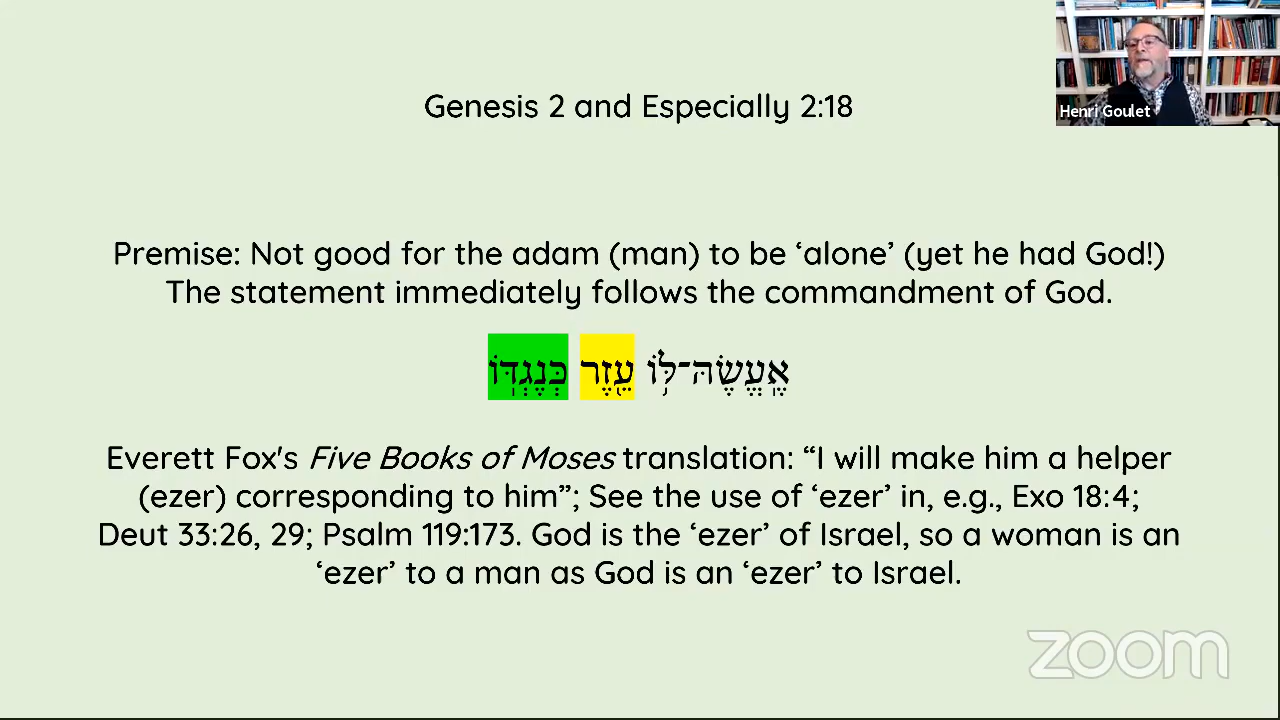 Genesis 2 and Especially 2:18
Henri Goulet
Premise: Not good for the adam (man) to be ‘alone’ (yet he had God!)
The statement immediately follows the commandment of God.
אֶֽעֱשֶׂהּ־לּ֥וֹ עֵ֖זֶר כְּנֶגְדּֽוֹ
Everett Fox's Five Books of Moses translation: “I will make him a helper
(ezer) corresponding to him”; See the use of ‘ezer’ in, e.g., Exo 18:4;
Deut 33:26, 29; Psalm 119:173. God is the ‘ezer’ of Israel, so a woman is an
‘ezer’ to a man as God is an ‘ezer’ to Israel.
zoom